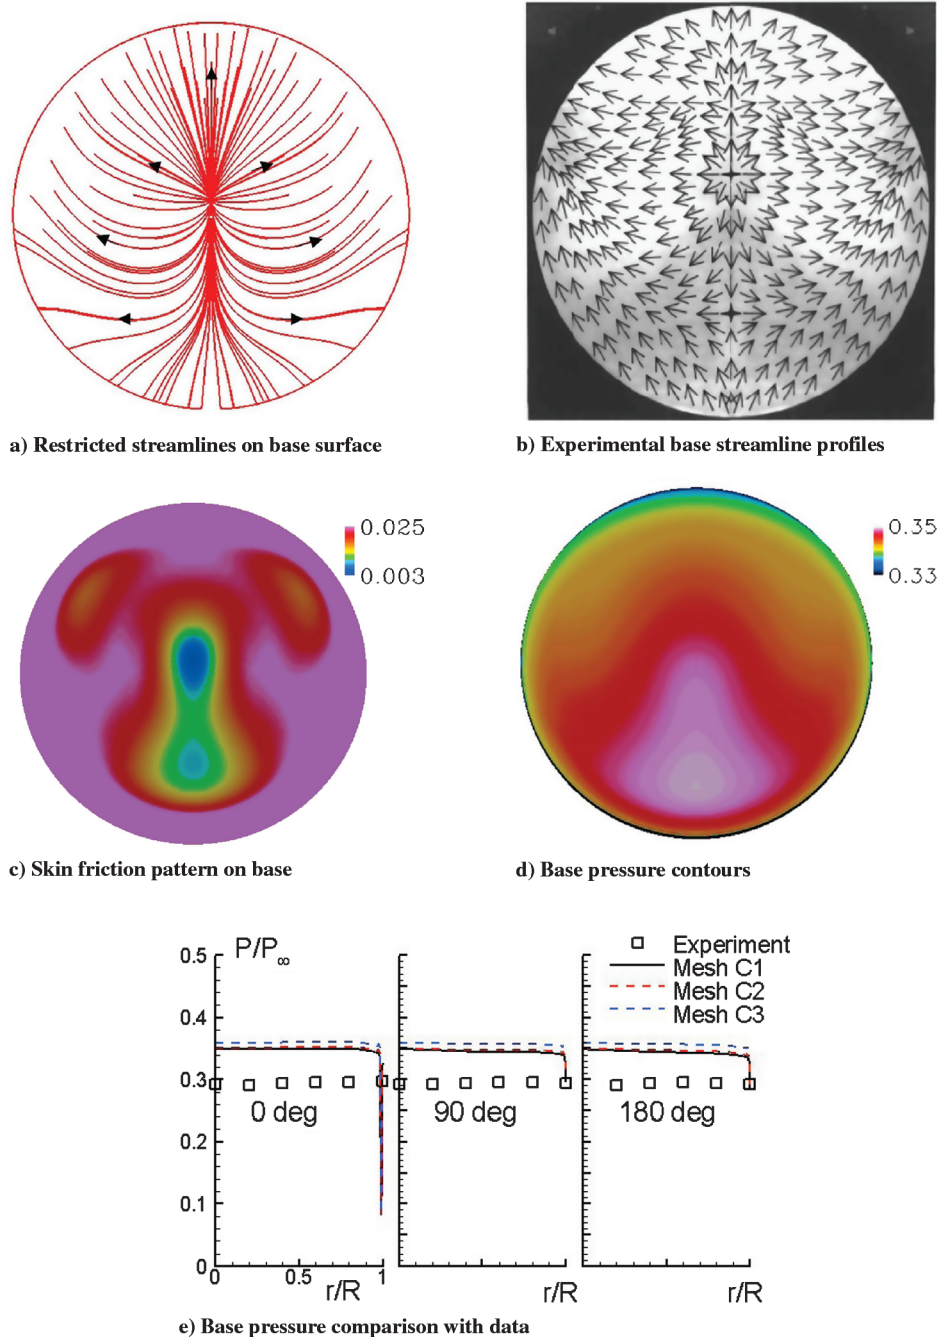 a) Restricted streamlines on base surface
b) Experimental base streamline profiles
0.025
0.003
0.35
0.33
c) Skin friction pattern on base
d) Base pressure contours
P/P∞
Experiment
Mesh C1
Mesh C2
Mesh C3
0.5
0.4
0.3
0.2
0.1
0
0 deg
90 deg
180 deg
0
0.5
1
r/R
r/R
r/R
e) Base pressure comparison with data